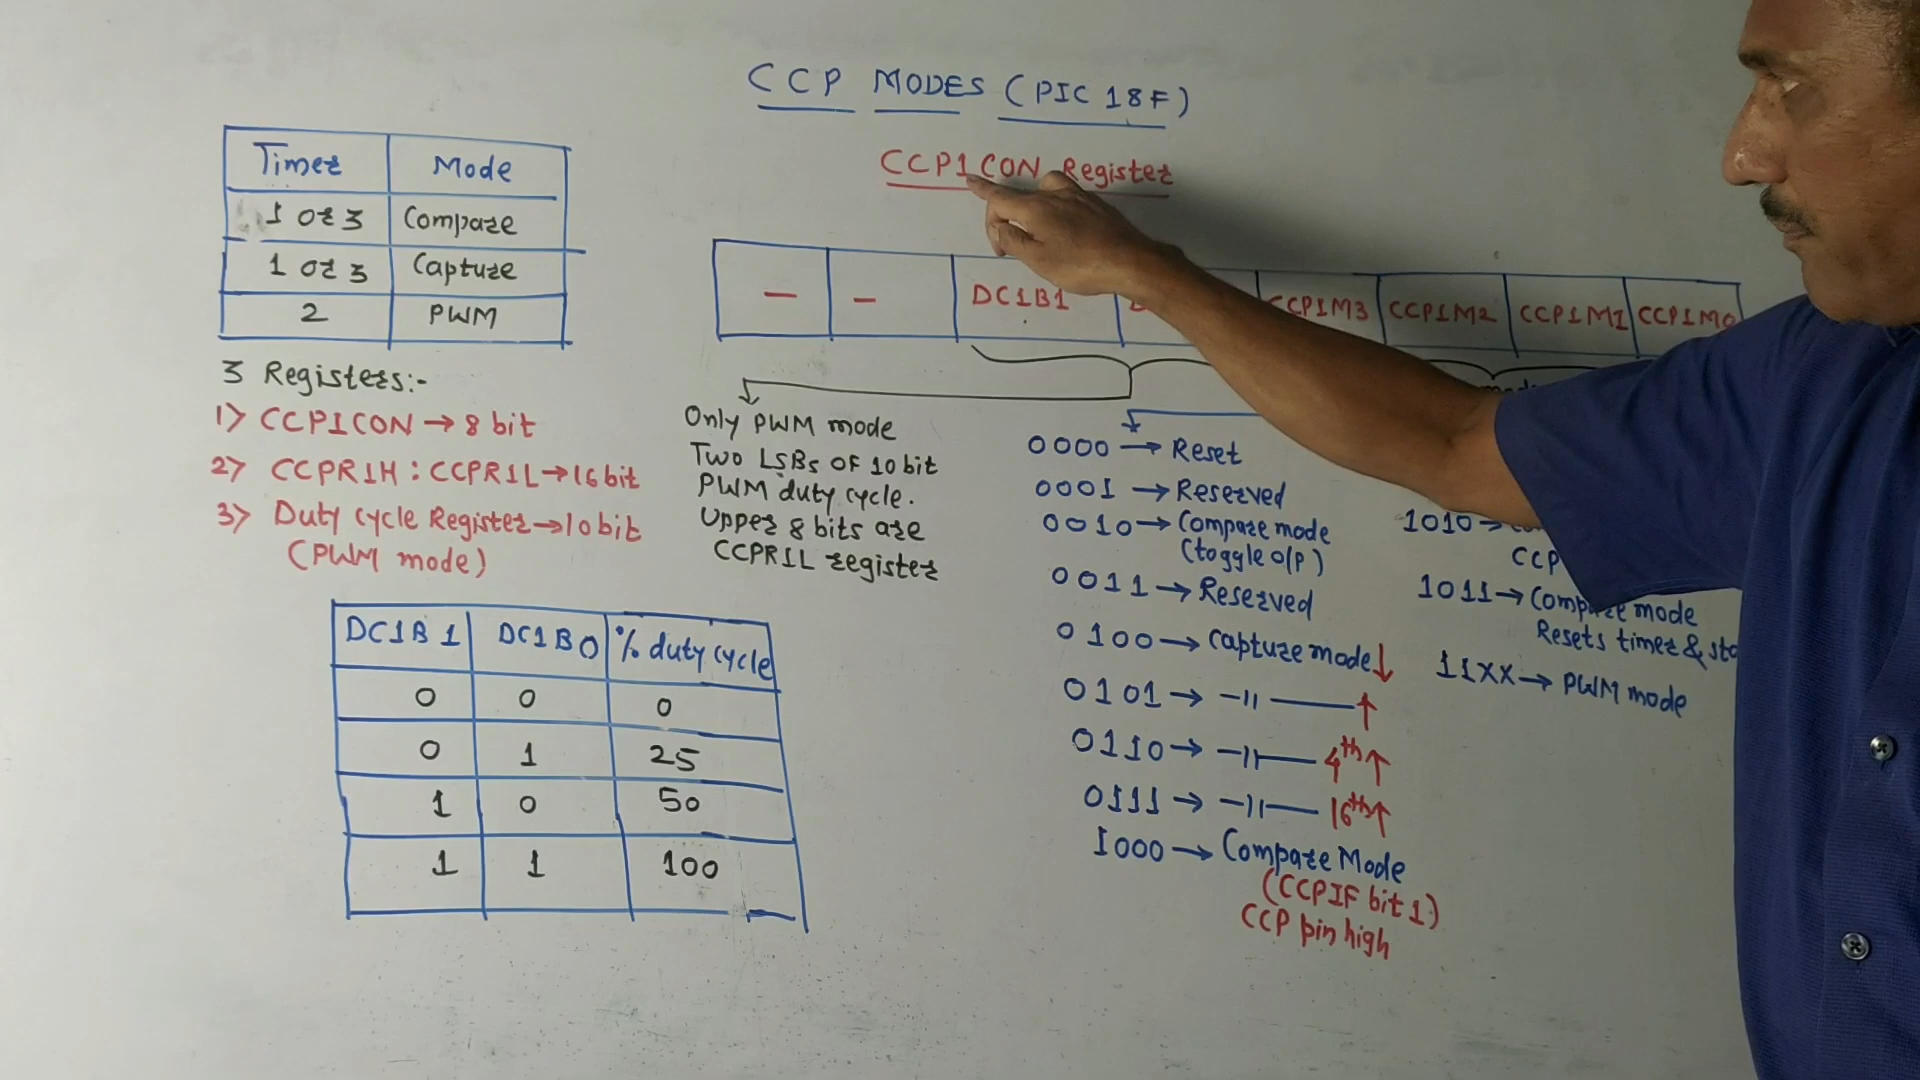 CCP MODES (PIC 18F)
CCP1CON Register
Timer Mode
1 or 3 Compare
1 or 3 Capture
2 PWM
3 Registers:-
1) CCP1CON → 8 bit
2) CCPR1H : CCPR1L → 16 bit
3) Duty cycle Register → 10 bit
(PWM mode)
DC1B1 DC1B0 % duty cycle
0 0 0
0 1 25
1 0 50
1 1 100
— — DC1B1 CCP1M3 CCP1M2 CCP1M1 CCP1M0
Only PWM mode
Two LSBs OF 10 bit
PWM duty cycle.
Upper 8 bits are
CCPR1L register
0000 → Reset
0001 → Reserved
0010 → Compare mode
(toggle o/p)
0011 → Reserved
0100 → Capture mode ↓
0101 → –11– ↑
0110 → –11– 4th ↑
0111 → –11– 16th ↑
1000 → Compare Mode
(CCPIF bit 1)
CCP pin high
1010 →
CCP
1011 → Compare mode
Resets timer &
11XX → PWM mode